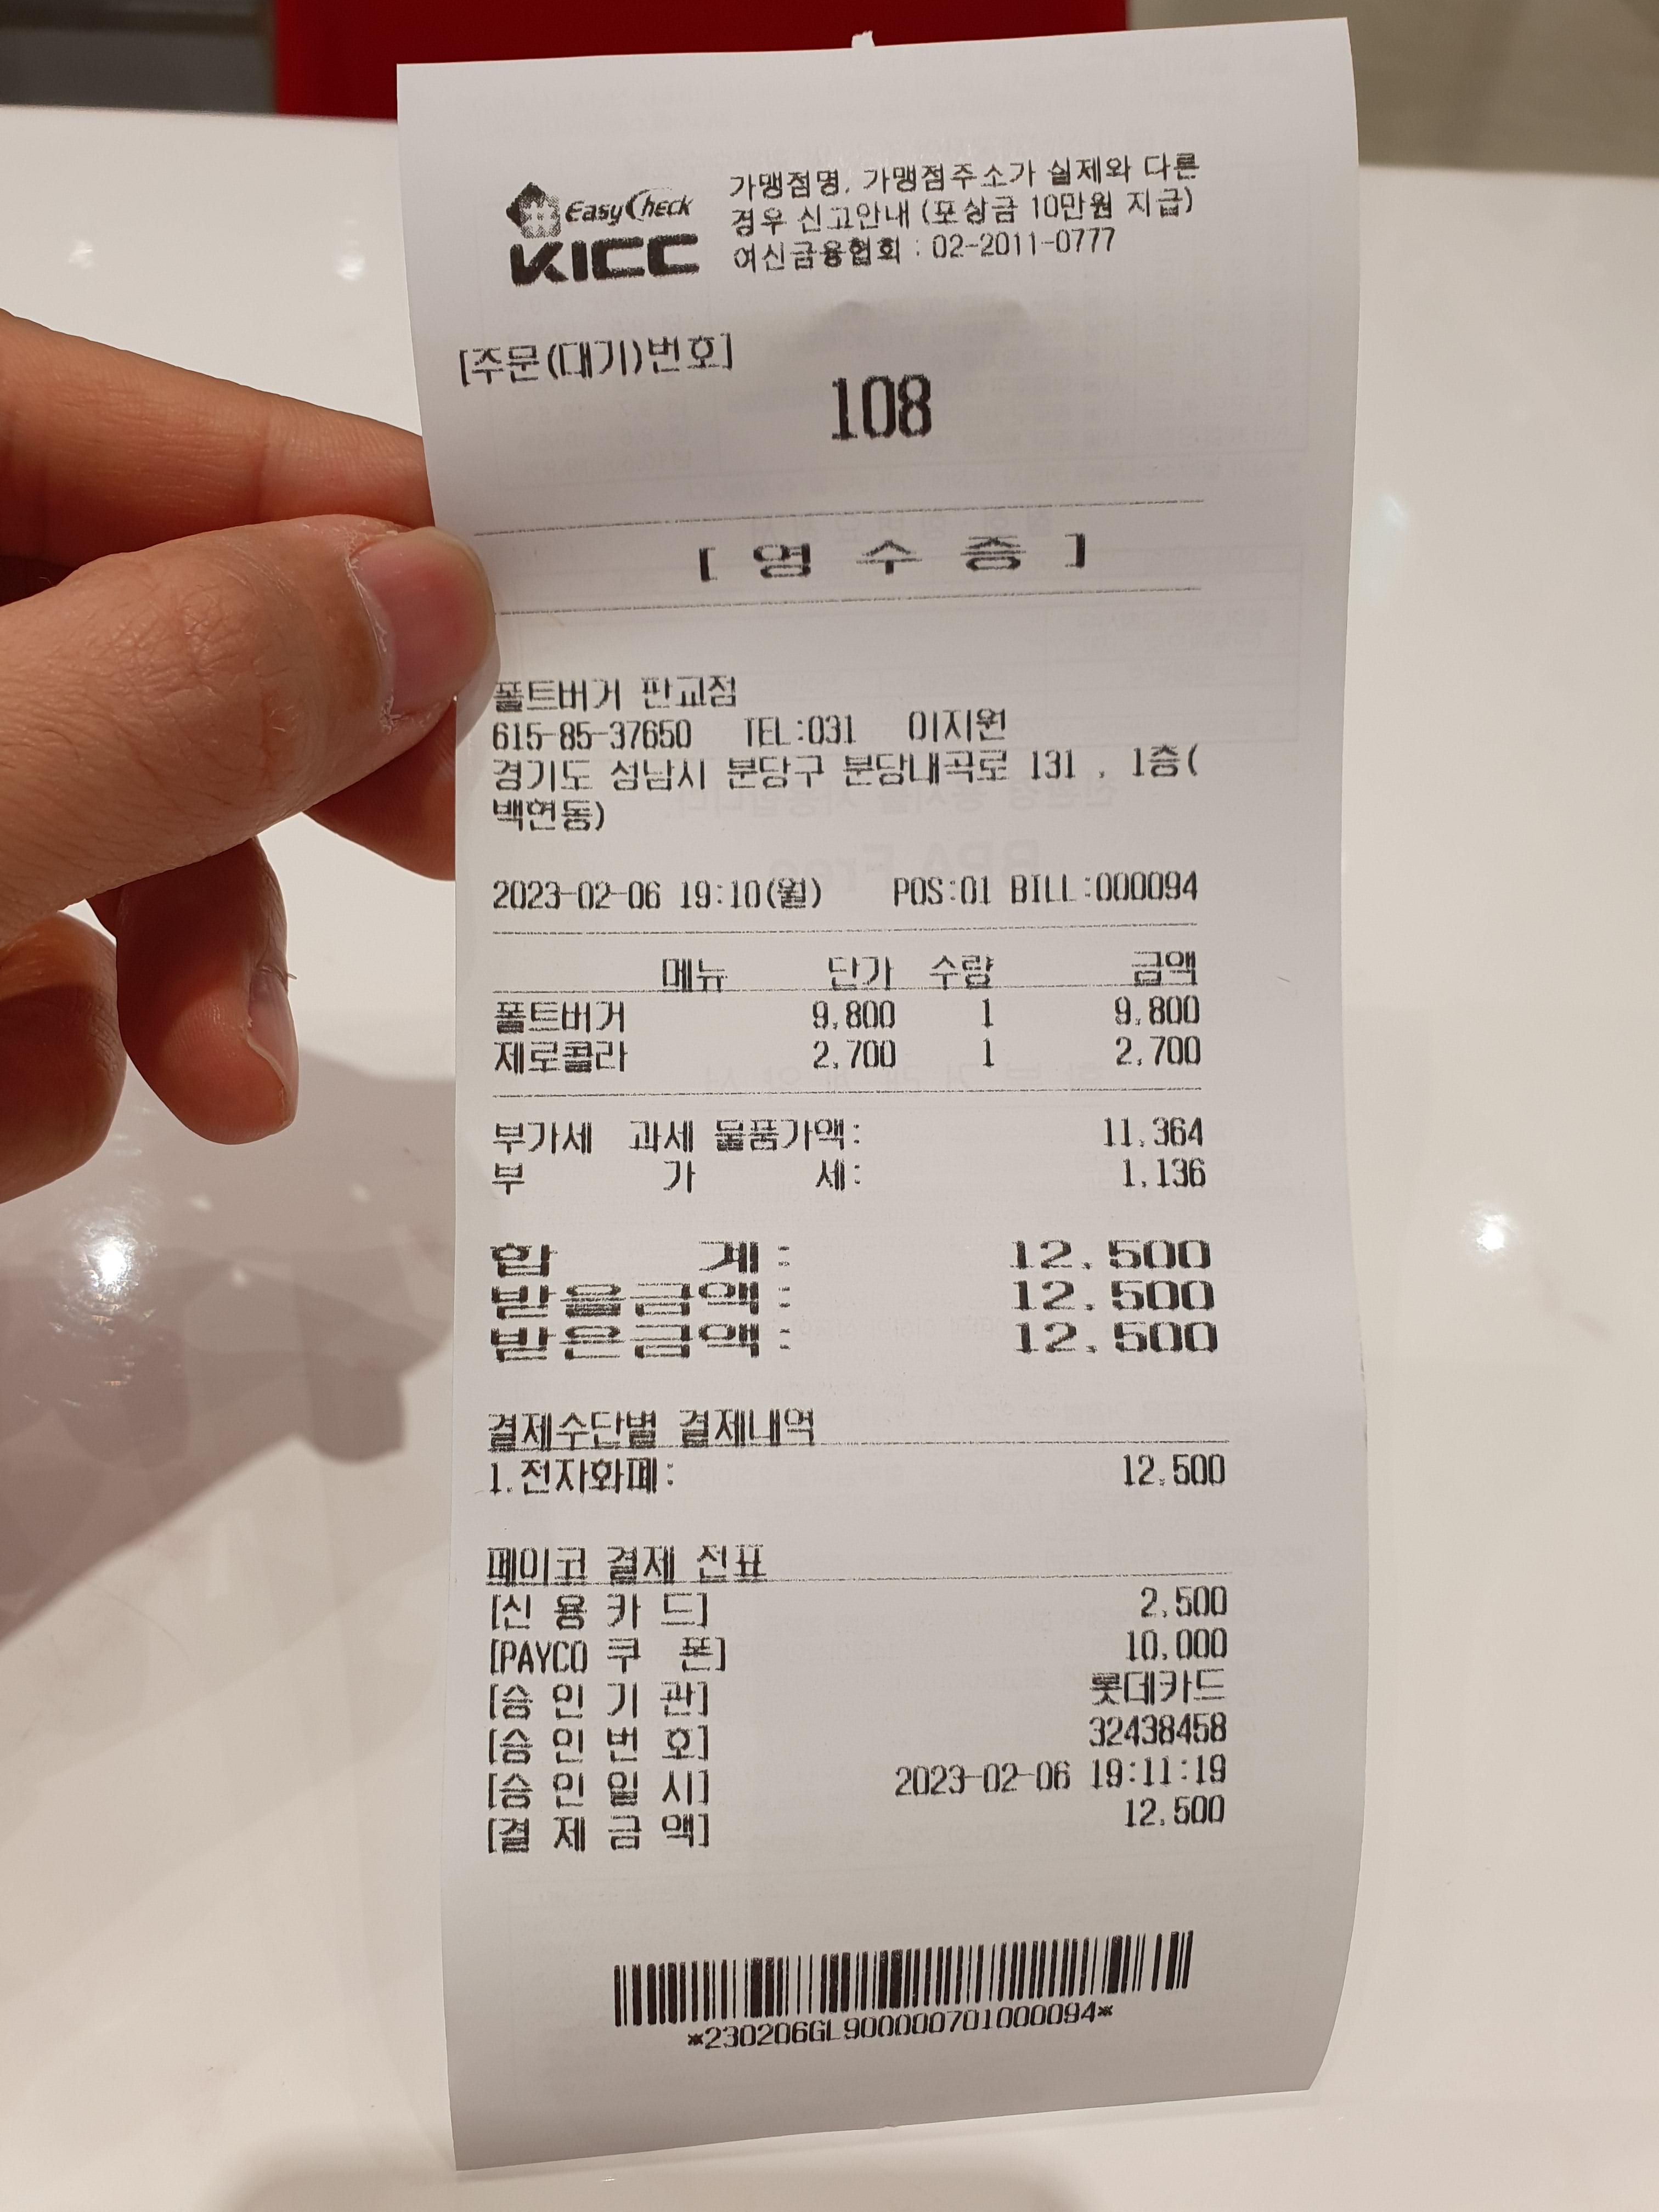 EasyCheck
KICC
가맹점명, 가맹점주소가 실제와 다른
경우 신고안내 (포상금 10만원 지급)
여신금융협회 : 02-2011-0777
[주문(대기)번호]
108
[ 영 수 증 ]
폴트버거 판교점
615-85-37650 TEL:031 이지원
경기도 성남시 분당구 분당내곡로 131 , 1층(
백현동)
2023-02-06 19:10(월) POS:01 BILL:000094
메뉴 단가 수량 금액
폴트버거 9,800 1 9,800
제로콜라 2,700 1 2,700
부가세 과세 물품가액: 11,364
부 가 세: 1,136
합 계: 12,500
받을금액: 12,500
받은금액: 12,500
결제수단별 결제내역
1.전자화폐: 12,500
페이코 결제 전표
[신 용 카 드] 2,500
[PAYCO 쿠 폰] 10,000
[승 인 기 관] 롯데카드
[승 인 번 호] 32438458
[승 인 일 시] 2023-02-06 19:11:19
[결 제 금 액] 12,500
*230206GL900000701000094*